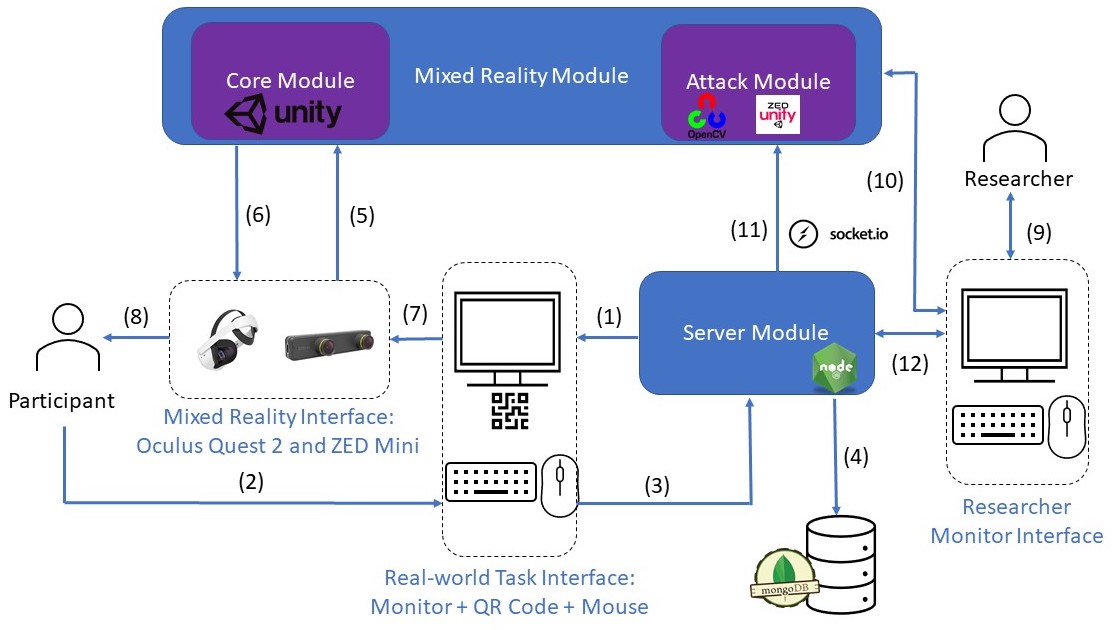 Core Module
unity
Mixed Reality Module
Attack Module
OpenCV
ZED
unity
Researcher
(10)
(6)
(5)
(11)
socket.io
(9)
(8)
(7)
(1)
Server Module
node
(12)
Participant
Mixed Reality Interface:
Oculus Quest 2 and ZED Mini
(2)
(3)
(4)
Researcher
Monitor Interface
mongoDB
Real-world Task Interface:
Monitor + QR Code + Mouse